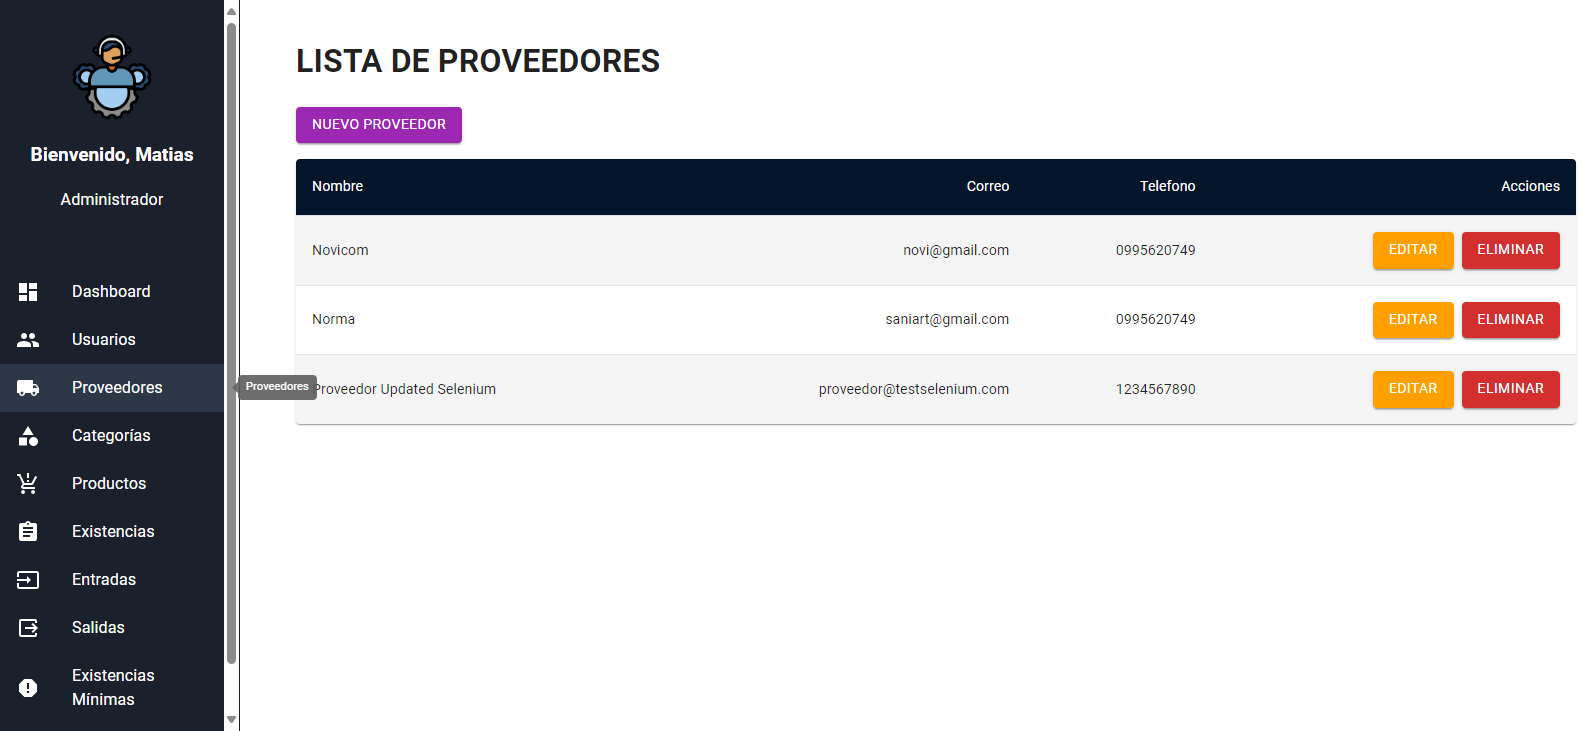 Bienvenido, Matias
Administrador
Dashboard
Usuarios
Proveedores
Categorías
Productos
Existencias
Entradas
Salidas
Existencias
Mínimas
Proveedores
LISTA DE PROVEEDORES
NUEVO PROVEEDOR
Nombre Correo Telefono Acciones
Novicom novi@gmail.com 0995620749 EDITAR ELIMINAR
Norma saniart@gmail.com 0995620749 EDITAR ELIMINAR
Proveedor Updated Selenium proveedor@testselenium.com 1234567890 EDITAR ELIMINAR